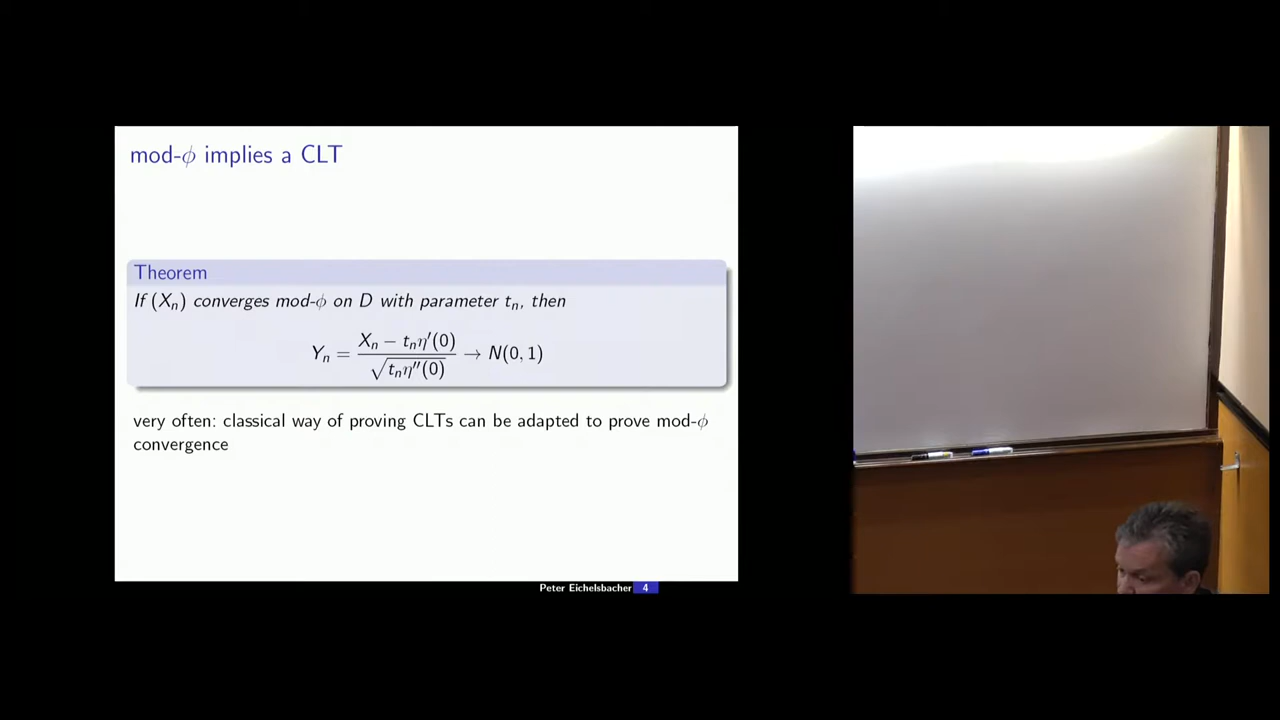 mod-ϕ implies a CLT
Theorem
If (Xₙ) converges mod-ϕ on D with parameter tₙ, then
Yₙ = (Xₙ − tₙη′(0)) / √(tₙη″(0)) → N(0, 1)
very often: classical way of proving CLTs can be adapted to prove mod-ϕ
convergence
Peter Eichelsbacher 4